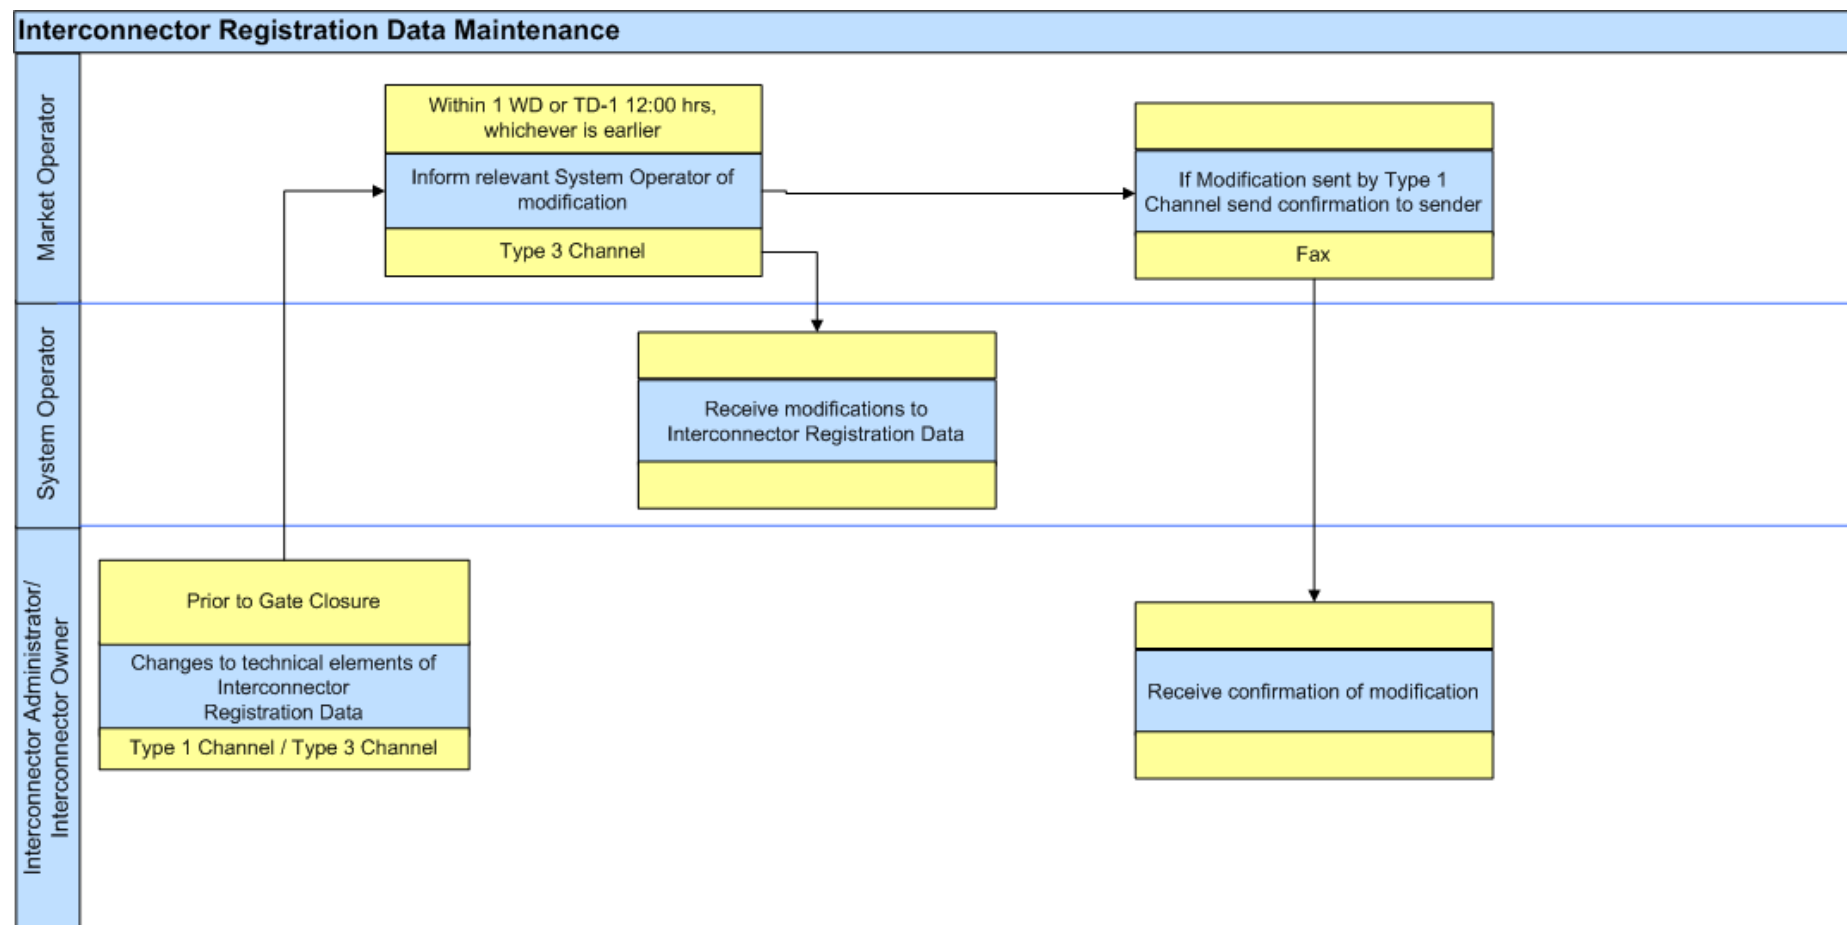 Interconnector Registration Data Maintenance
Market Operator
Within 1 WD or TD-1 12:00 hrs,
whichever is earlier
Inform relevant System Operator of
modification
Type 3 Channel
If Modification sent by Type 1
Channel send confirmation to sender
Fax
System Operator
Receive modifications to
Interconnector Registration Data
Interconnector Administrator/
Interconnector Owner
Prior to Gate Closure
Changes to technical elements of
Interconnector
Registration Data
Type 1 Channel / Type 3 Channel
Receive confirmation of modification